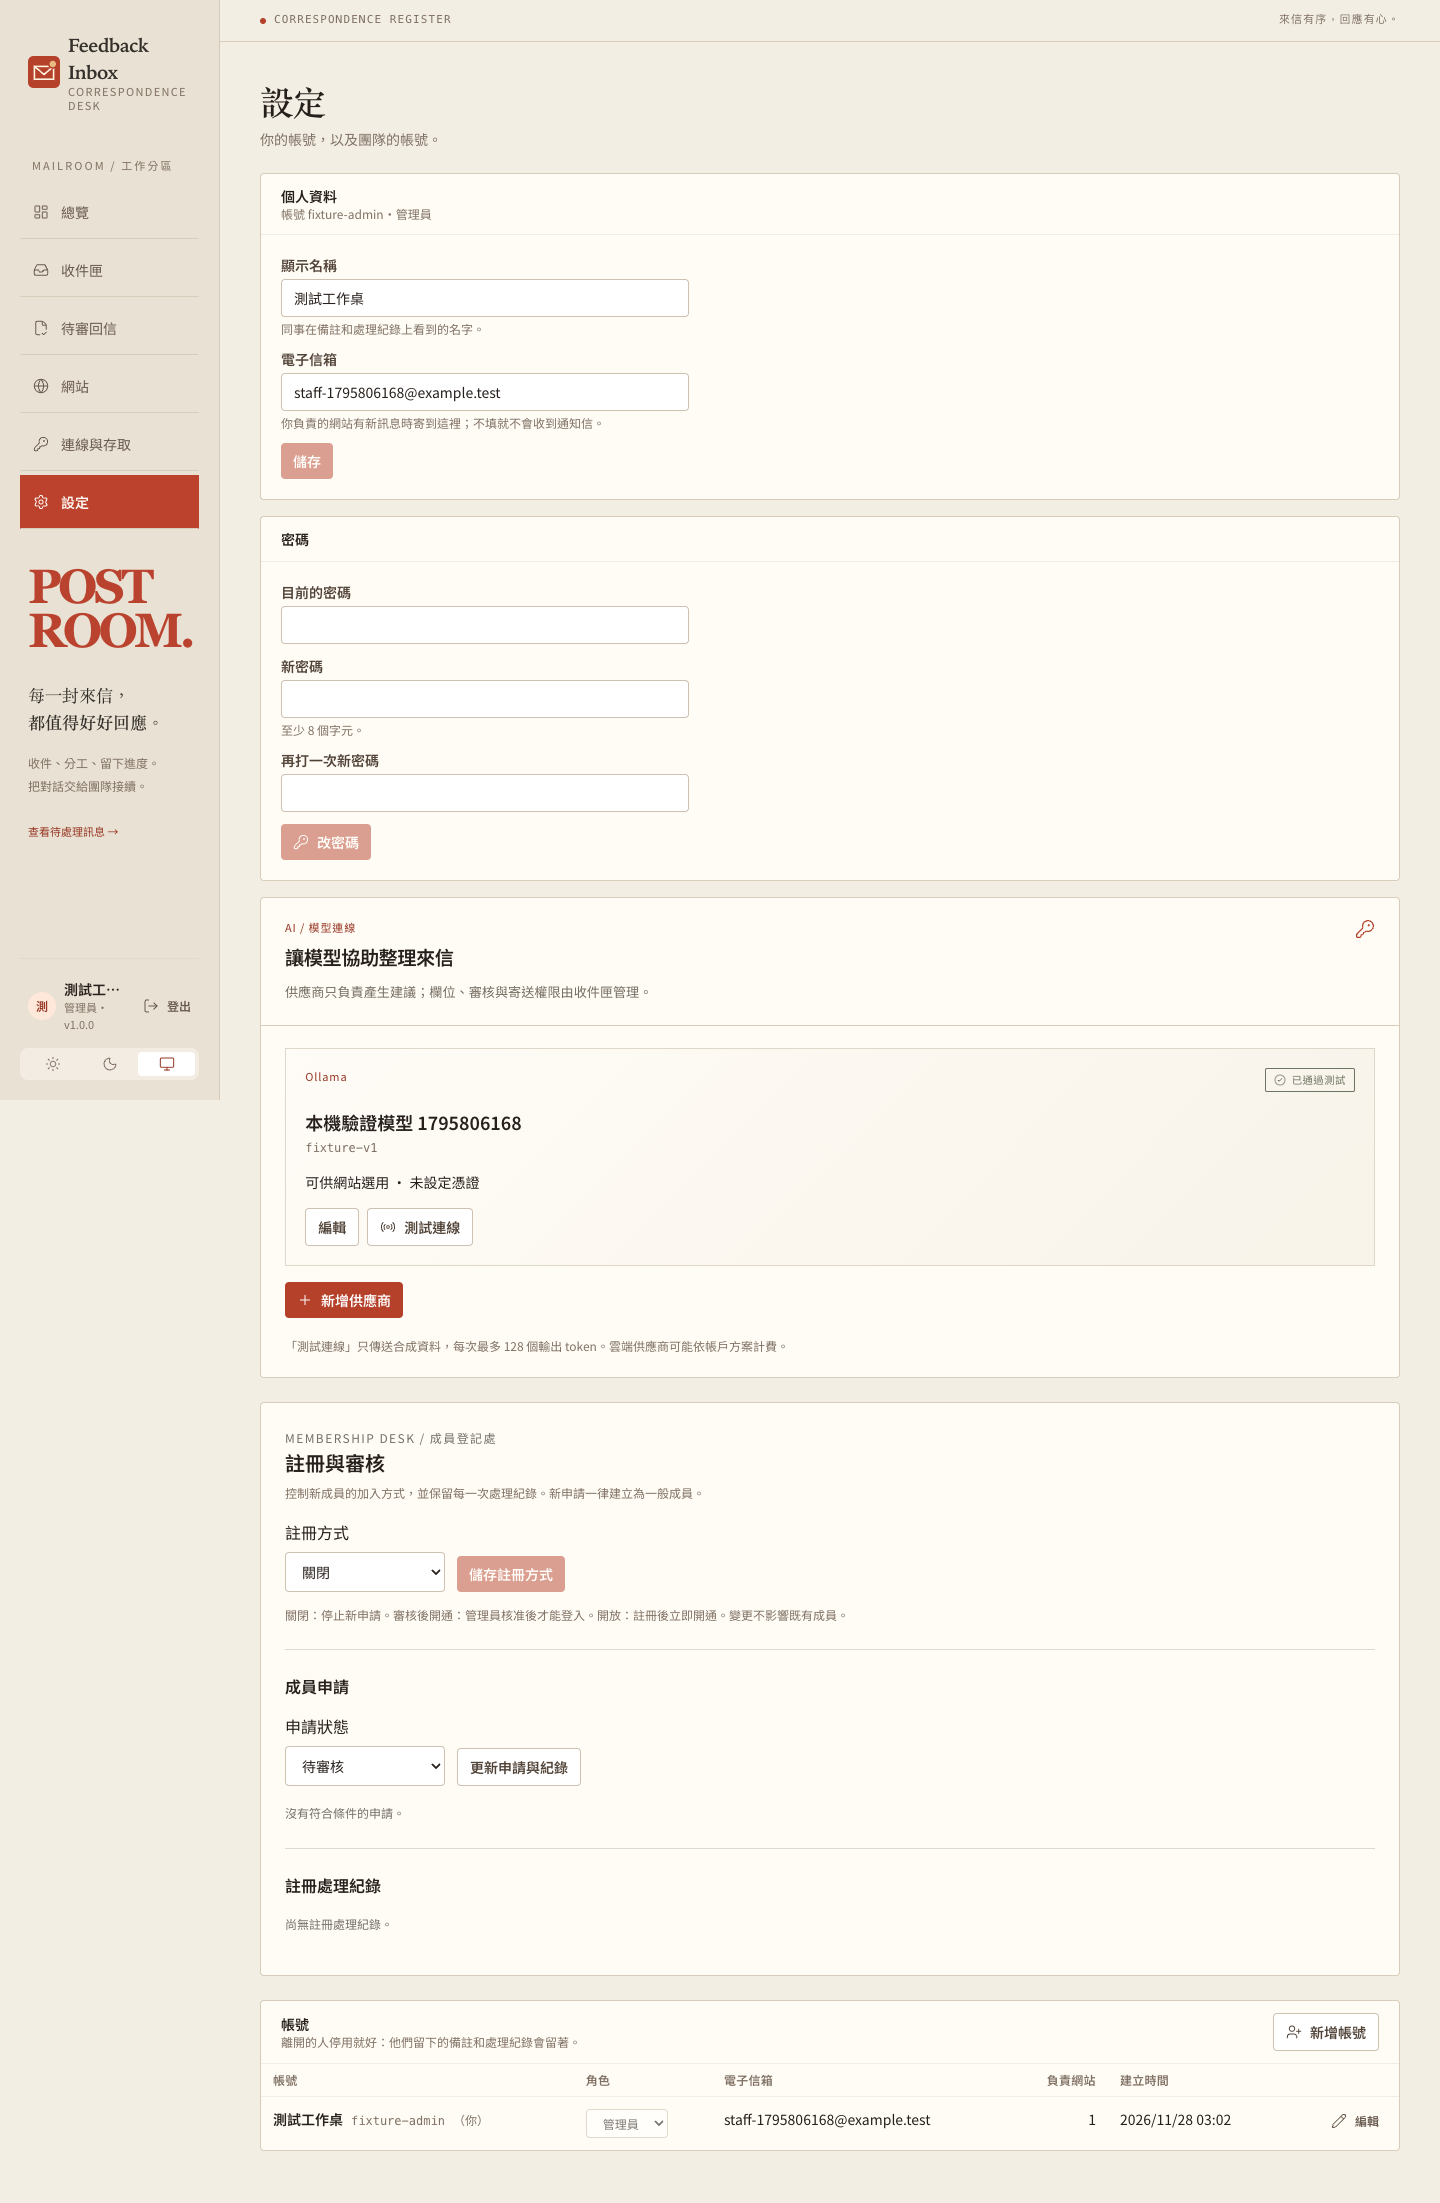 Feedback
Inbox
CORRESPONDENCE
DESK
MAILROOM / 工作分區
總覽
收件匣
待審回信
網站
連線與存取
設定
POST
ROOM.
每一封來信，
都值得好好回應。
收件、分工、留下進度。
把對話交給團隊接續。
查看待處理訊息 →
測
測試工…
管理員・
v1.0.0
登出
CORRESPONDENCE REGISTER
來信有序，回應有心。
設定
你的帳號，以及團隊的帳號。
個人資料
帳號 fixture-admin・管理員
顯示名稱
測試工作桌
同事在備註和處理紀錄上看到的名字。
電子信箱
staff-1795806168@example.test
你負責的網站有新訊息時寄到這裡；不填就不會收到通知信。
儲存
密碼
目前的密碼
新密碼
至少 8 個字元。
再打一次新密碼
改密碼
AI / 模型連線
讓模型協助整理來信
供應商只負責產生建議；欄位、審核與寄送權限由收件匣管理。
Ollama
已通過測試
本機驗證模型 1795806168
fixture-v1
可供網站選用 ・ 未設定憑證
編輯
測試連線
新增供應商
「測試連線」只傳送合成資料，每次最多 128 個輸出 token。雲端供應商可能依帳戶方案計費。
MEMBERSHIP DESK / 成員登記處
註冊與審核
控制新成員的加入方式，並保留每一次處理紀錄。新申請一律建立為一般成員。
註冊方式
關閉
儲存註冊方式
關閉：停止新申請。審核後開通：管理員核准後才能登入。開放：註冊後立即開通。變更不影響既有成員。
成員申請
申請狀態
待審核
更新申請與紀錄
沒有符合條件的申請。
註冊處理紀錄
尚無註冊處理紀錄。
帳號
離開的人停用就好：他們留下的備註和處理紀錄會留著。
新增帳號
帳號 角色 電子信箱 負責網站 建立時間
測試工作桌 fixture-admin （你） 管理員 staff-1795806168@example.test 1 2026/11/28 03:02 編輯